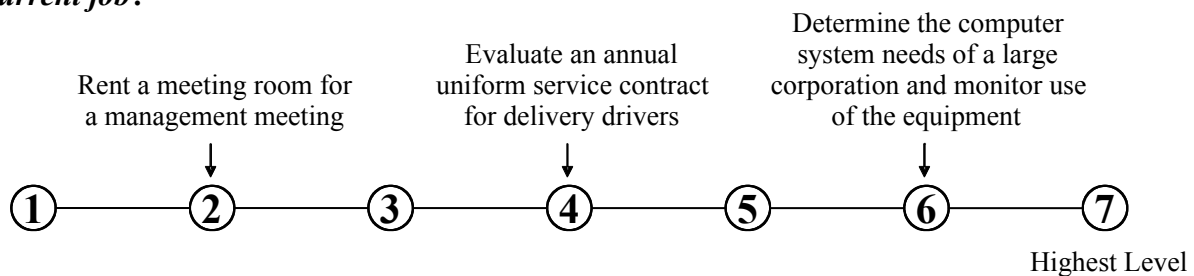 job?
Determine the computer
system needs of a large
corporation and monitor use
of the equipment
Evaluate an annual
uniform service contract
for delivery drivers
Rent a meeting room for
a management meeting
1 2 3 4 5 6 7
Highest Level